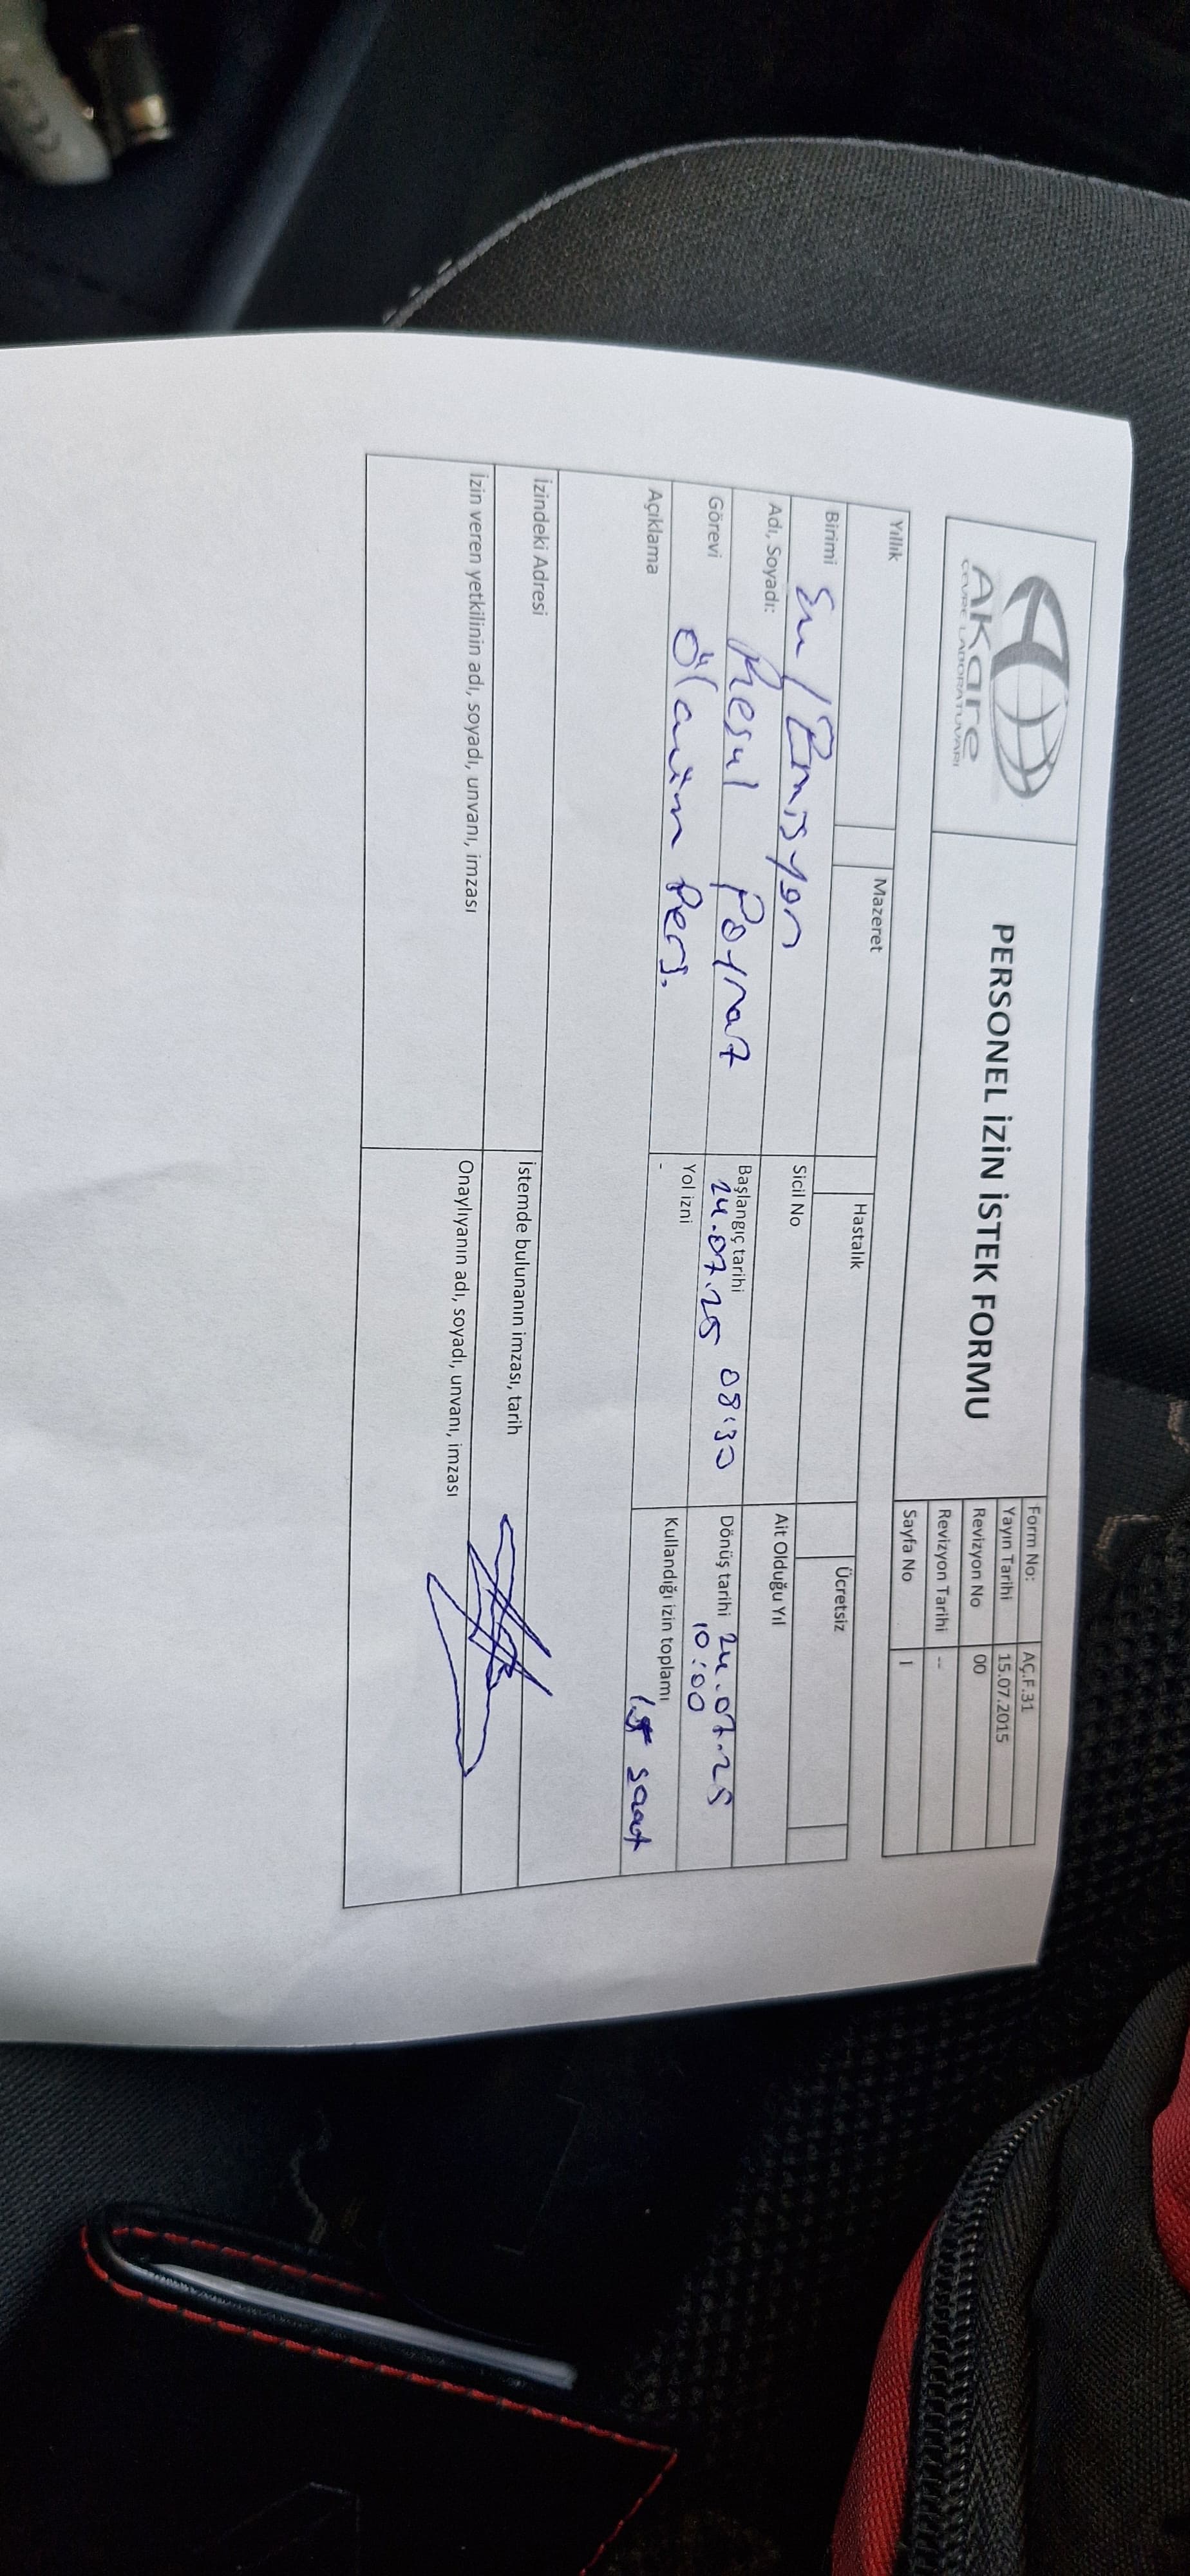 AKare
ÇEVRE LABORATUVARI
PERSONEL İZİN İSTEK FORMU
Form No: AÇ.F.31
Yayın Tarihi 15.07.2015
Revizyon No 00
Revizyon Tarihi --
Sayfa No 1
Yıllık Mazeret Hastalık Ücretsiz
Birimi Su/Emisyon Sicil No Ait Olduğu Yıl
Adı, Soyadı: Resul Poyraz Başlangıç tarihi 24.07.25 08:30 Dönüş tarihi 24.07.25 10:00
Görevi Ölçüm Pers. Yol izni - Kullandığı izin toplamı saat
Açıklama
İzindeki Adresi İstemde bulunanın imzası, tarih
İzin veren yetkilinin adı, soyadı, unvanı, imzası Onaylıyanın adı, soyadı, unvanı, imzası